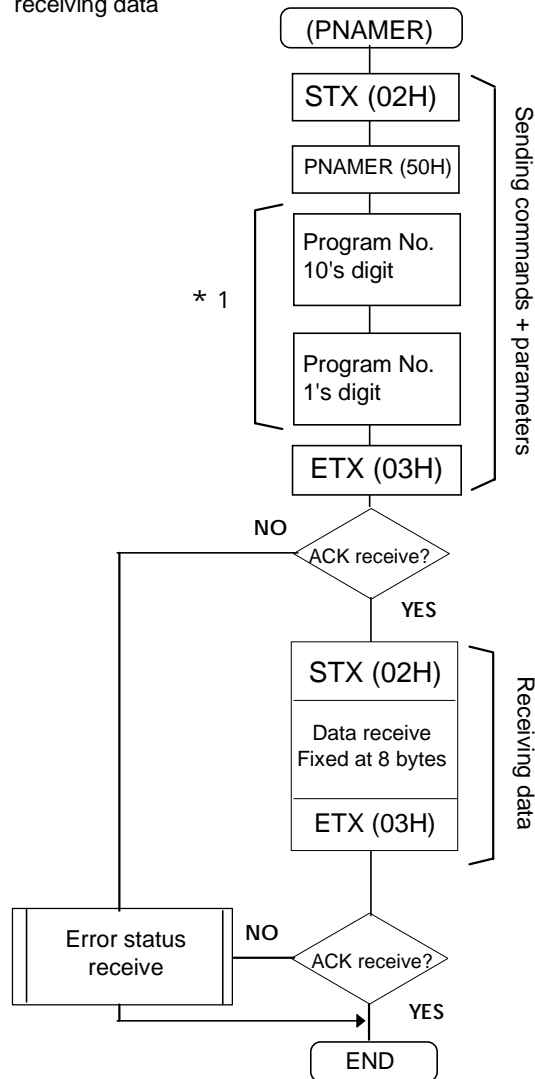 receiving data
(PNAMER)
STX (02H)
PNAMER (50H)
Program No.
10's digit
* 1
Program No.
1's digit
ETX (03H)
Sending commands + parameters
NO
ACK receive?
YES
STX (02H)
Data receive
Fixed at 8 bytes
ETX (03H)
Receiving data
Error status
receive
NO
ACK receive?
YES
END